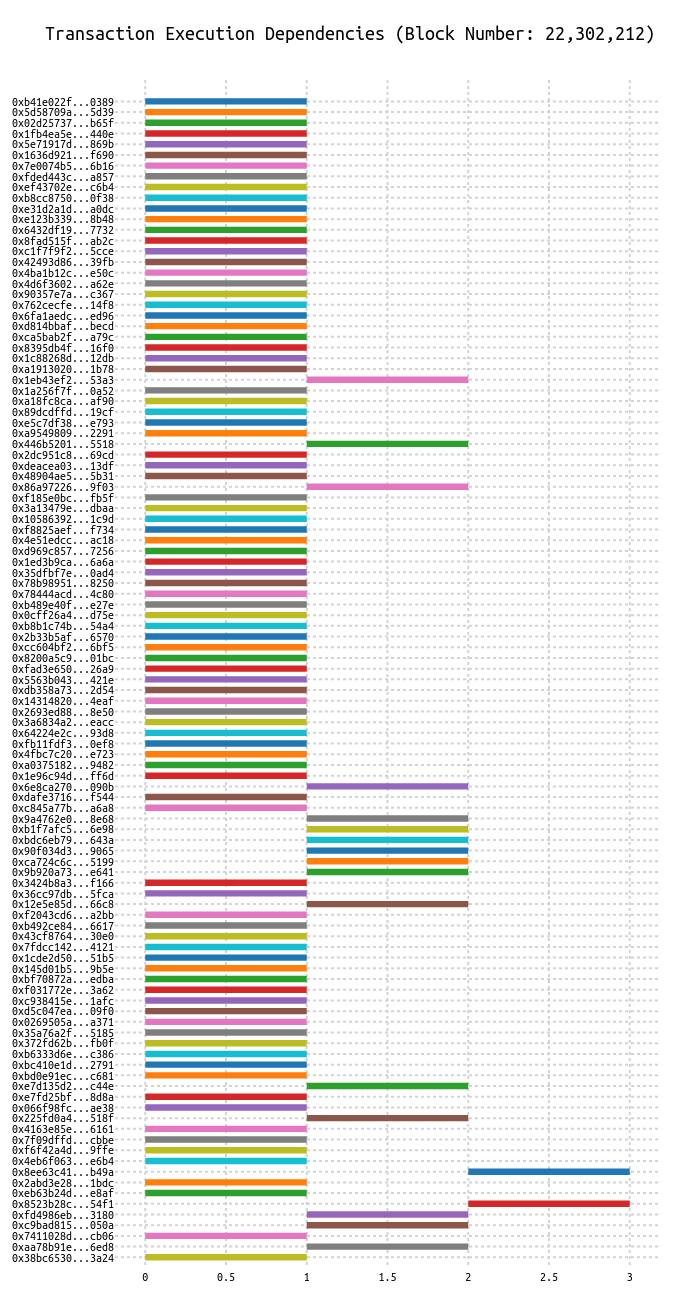 Transaction Execution Dependencies (Block Number: 22,302,212)
0xb41e022f...0389
0x5d58709a...5d39
0x02d25737...b65f
0x1fb4ea5e...440e
0x5e71917d...869b
0x1636d921...f690
0x7e0074b5...6b16
0xfded443c...a857
0xef43702e...c6b4
0xb8cc8750...0f38
0xe31d2a1d...a0dc
0xe123b339...8b48
0x6432df19...7732
0x8fad515f...ab2c
0xc1f7f9f2...5cce
0x42493d86...39fb
0x4ba1b12c...e50c
0x4d6f3602...a62e
0x90357e7a...c367
0x762cecfe...14f8
0x6fa1aedc...ed96
0xd814bbaf...becd
0xca5bab2f...a79c
0x8395db4f...16f0
0x1c88268d...12db
0xa1913020...1b78
0x1eb43ef2...53a3
0x1a256f7f...0a52
0xa18fc8ca...af90
0x89dcdffd...19cf
0xe5c7df38...e793
0xa9549809...2291
0x446b5201...5518
0x2dc951c8...69cd
0xdeacea03...13df
0x48904ae5...5b31
0x86a97226...9f03
0xf185e0bc...fb5f
0x3a13479e...dbaa
0x10586392...1c9d
0xf8825aef...f734
0x4e51edcc...ac18
0xd969c857...7256
0x1ed3b9ca...6a6a
0x35dfbf7e...0ad4
0x78b98951...8250
0x78444acd...4c80
0xb489e40f...e27e
0x0cff26a4...d75e
0xb8b1c74b...54a4
0x2b33b5af...6570
0xcc604bf2...6bf5
0x8200a5c9...01bc
0xfad3e650...26a9
0x5563b043...421e
0xdb358a73...2d54
0x14314820...4eaf
0x2693ed88...8e50
0x3a6834a2...eacc
0x64224e2c...93d8
0xfb11fdf3...0ef8
0x4fbc7c20...e723
0xa0375182...9482
0x1e96c94d...ff6d
0x6e8ca270...090b
0xdafe3716...f544
0xc845a77b...a6a8
0x9a4762e0...8e68
0xb1f7afc5...6e98
0xbdc6eb79...643a
0x90f034d3...9065
0xca724c6c...5199
0x9b920a73...e641
0x3424b8a3...f166
0x36cc97db...5fca
0x12e5e85d...66c8
0xf2043cd6...a2bb
0xb492ce84...6617
0x43cf8764...30e0
0x7fdcc142...4121
0x1cde2d50...51b5
0x145d01b5...9b5e
0xbf70872a...edba
0xf031772e...3a62
0xc938415e...1afc
0xd5c047ea...09f0
0x0269505a...a371
0x35a76a2f...5185
0x372fd62b...fb0f
0xb6333d6e...c386
0xbc410e1d...2791
0xbd0e91ec...c681
0xe7d135d2...c44e
0xe7fd25bf...8d8a
0x066f98fc...ae38
0x225fd0a4...518f
0x4163e85e...6161
0x7f09dffd...cbbe
0xf6f42a4d...9ffe
0x4eb6f063...e6b4
0x8ee63c41...b49a
0x2abd3e28...1bdc
0xeb63b24d...e8af
0x8523b28c...54f1
0xfd4986eb...3180
0xc9bad815...050a
0x7411028d...cb06
0xaa78b91e...6ed8
0x38bc6530...3a24
0 0.5 1 1.5 2 2.5 3